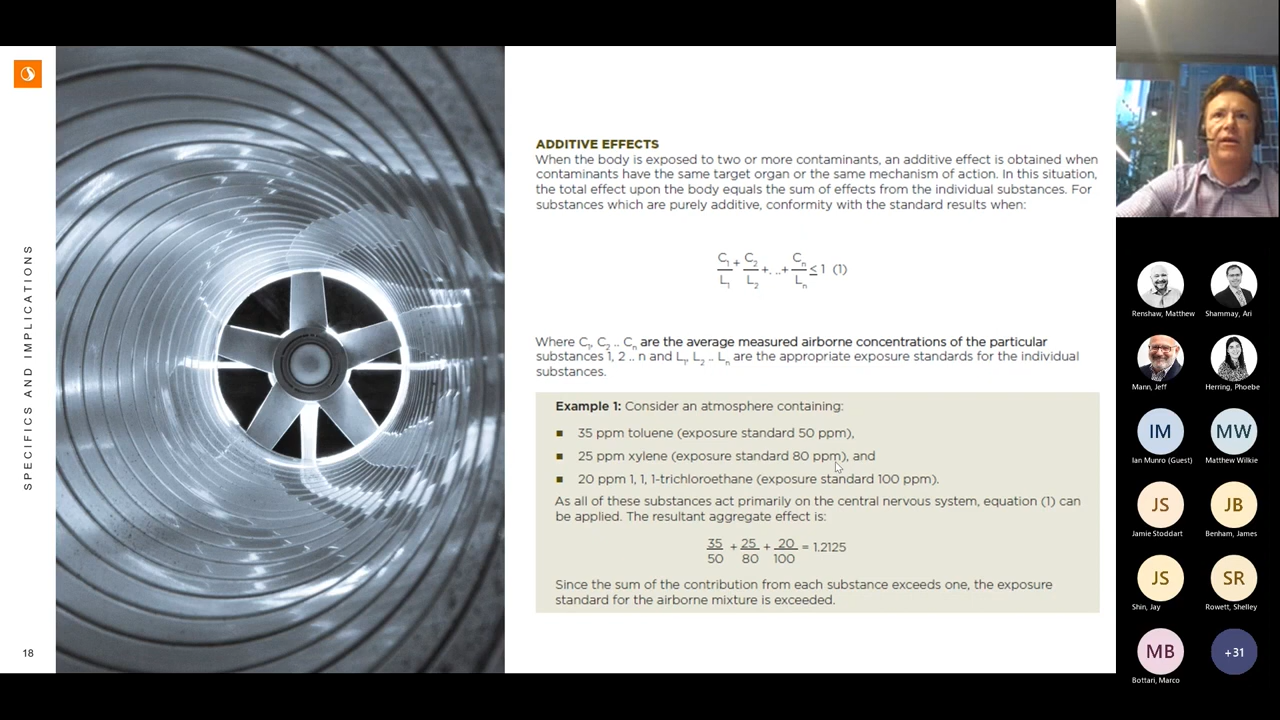 SPECIFICS AND IMPLICATIONS
18
ADDITIVE EFFECTS
When the body is exposed to two or more contaminants, an additive effect is obtained when
contaminants have the same target organ or the same mechanism of action. In this situation,
the total effect upon the body equals the sum of effects from the individual substances. For
substances which are purely additive, conformity with the standard results when:
C₁/L₁ + C₂/L₂ +. ..+ Cₙ/Lₙ ≤ 1 (1)
Where C₁, C₂ .. Cₙ are the average measured airborne concentrations of the particular
substances 1, 2 .. n and L₁, L₂ .. Lₙ are the appropriate exposure standards for the individual
substances.
Example 1: Consider an atmosphere containing:
■ 35 ppm toluene (exposure standard 50 ppm),
■ 25 ppm xylene (exposure standard 80 ppm), and
■ 20 ppm 1, 1, 1-trichloroethane (exposure standard 100 ppm).
As all of these substances act primarily on the central nervous system, equation (1) can
be applied. The resultant aggregate effect is:
35/50 + 25/80 + 20/100 = 1.2125
Since the sum of the contribution from each substance exceeds one, the exposure
standard for the airborne mixture is exceeded.
Renshaw, Matthew
Shammay, Ari
Mann, Jeff
Herring, Phoebe
IM
MW
Ian Munro (Guest)
Matthew Wilkie
JS
JB
Jamie Stoddart
Benham, James
JS
SR
Shin, Jay
Rowett, Shelley
MB
+31
Bottari, Marco